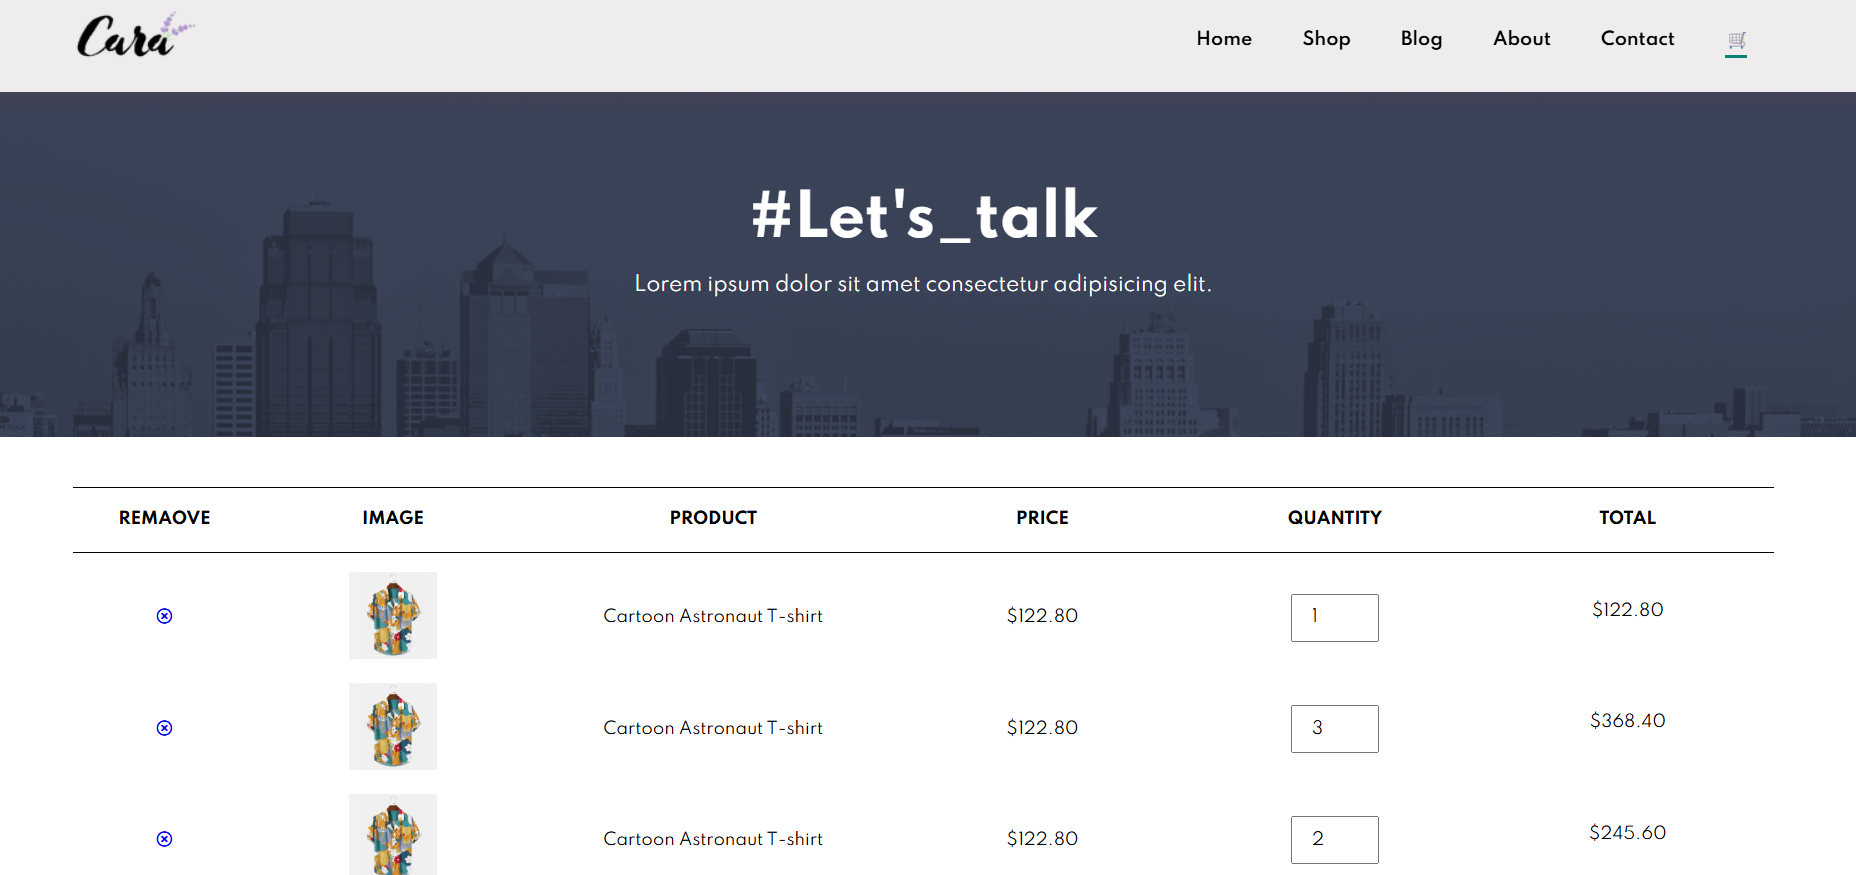 Cara
Home Shop Blog About Contact
#Let's_talk
Lorem ipsum dolor sit amet consectetur adipisicing elit.
REMAOVE IMAGE PRODUCT PRICE QUANTITY TOTAL
Cartoon Astronaut T-shirt $122.80 1 $122.80
Cartoon Astronaut T-shirt $122.80 3 $368.40
Cartoon Astronaut T-shirt $122.80 2 $245.60